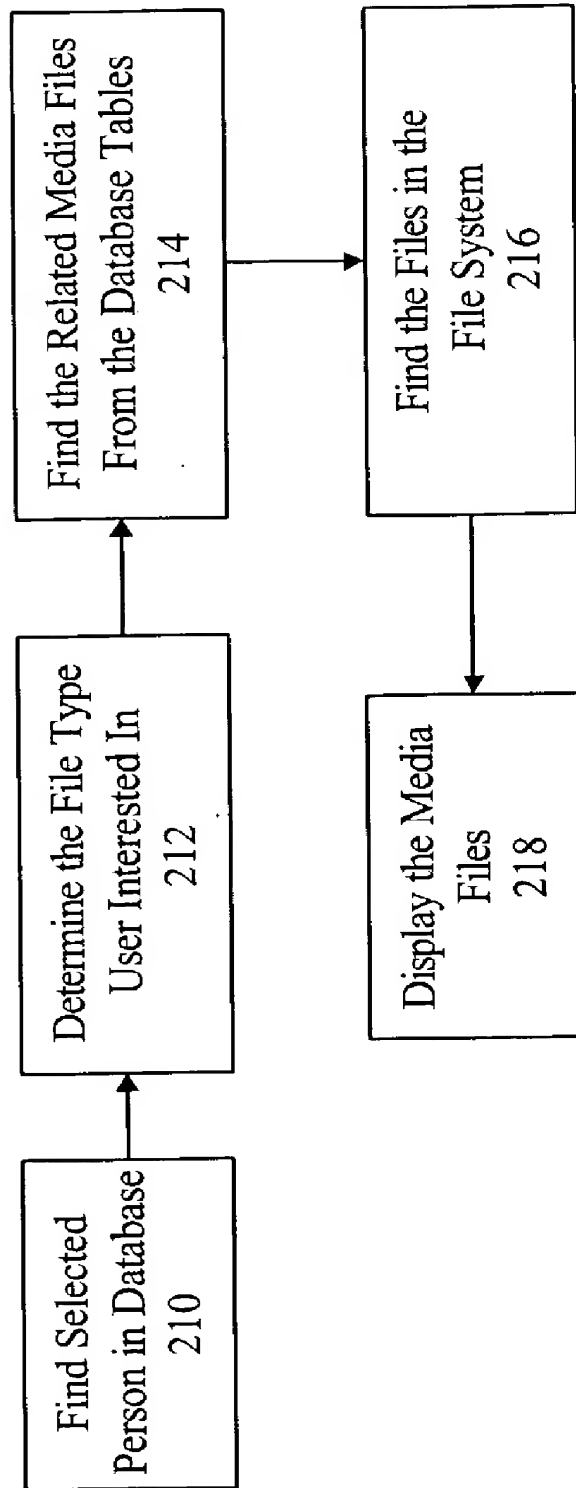 Find Selected
Person in Database
210
Determine the File Type
User Interested In
212
Find the Related Media Files
From the Database Tables
214
Find the Files in the
File System
216
Display the Media
Files
218